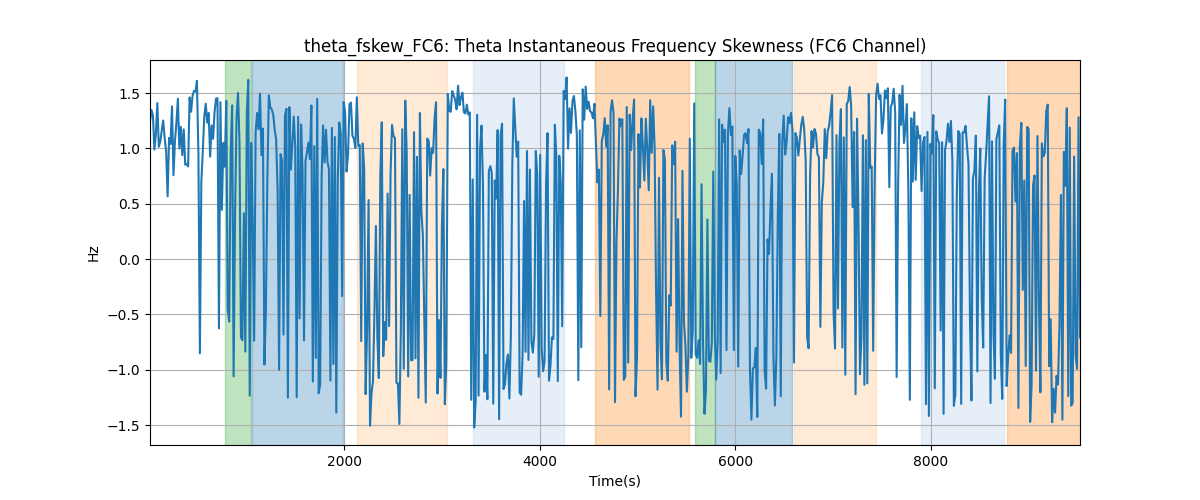 theta_fskew_FC6: Theta Instantaneous Frequency Skewness (FC6 Channel)
1.5
1.0
0.5
0.0
−0.5
−1.0
−1.5
Hz
2000 4000 6000 8000
Time(s)